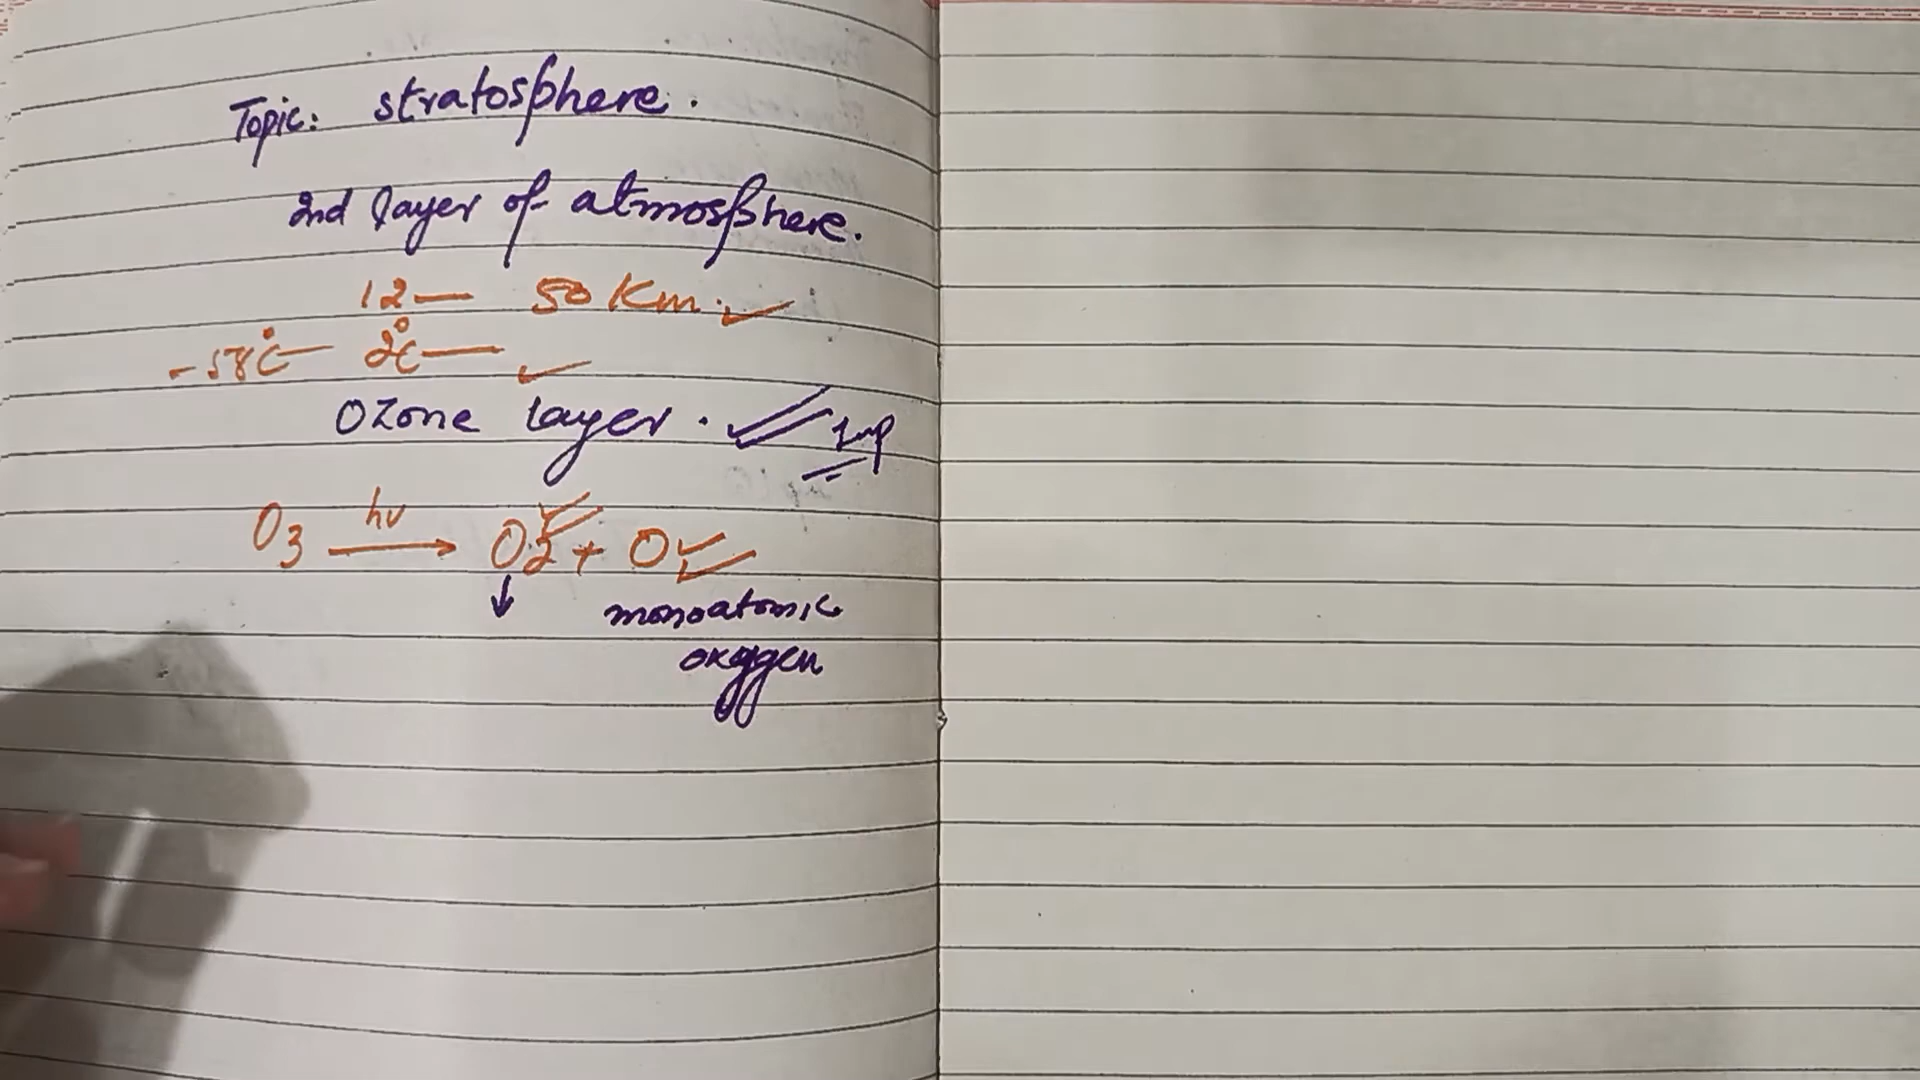 Topic: stratosphere.
2nd layer of atmosphere.
12 — 50 Km.
-58°C — 2°C —
Ozone layer. Imp
O3 hv → O2 + O
↓ monoatomic
oxygen